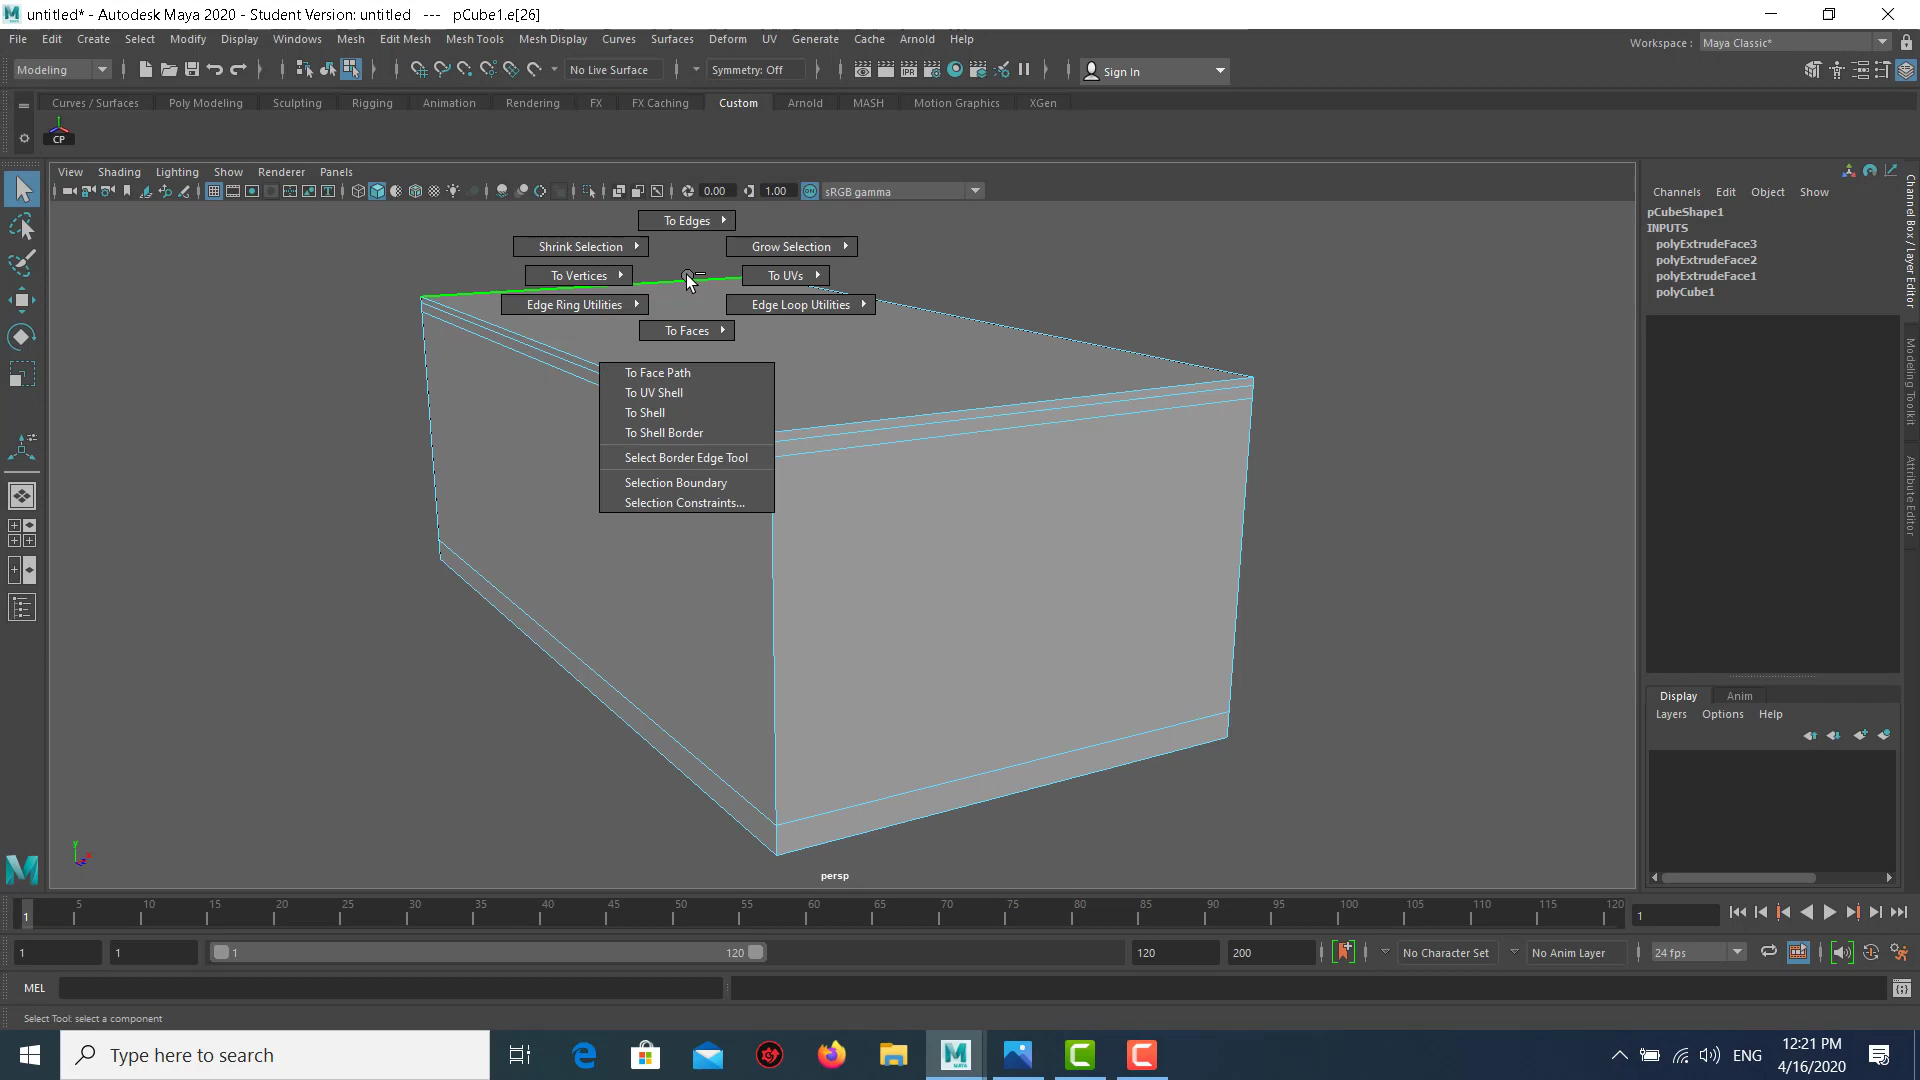 untitled* - Autodesk Maya 2020 - Student Version: untitled   ---   pCube1.e[26]
File Edit Create Select Modify Display Windows Mesh Edit Mesh Mesh Tools Mesh Display Curves Surfaces Deform UV Generate Cache Arnold Help
Workspace : Maya Classic*
Modeling No Live Surface Symmetry: Off IPR Sign In
Curves / Surfaces Poly Modeling Sculpting Rigging Animation Rendering FX FX Caching Custom Arnold MASH Motion Graphics XGen
CP
View Shading Lighting Show Renderer Panels
0.00 1.00 ON sRGB gamma
Channels Edit Object Show
pCubeShape1
INPUTS
polyExtrudeFace3
polyExtrudeFace2
polyExtrudeFace1
polyCube1
Channel Box / Layer Editor
Modeling Toolkit
Attribute Editor
To Edges
Shrink Selection Grow Selection
To Vertices To UVs
Edge Ring Utilities Edge Loop Utilities
To Faces
To Face Path
To UV Shell
To Shell
To Shell Border
Select Border Edge Tool
Selection Boundary
Selection Constraints...
Display Anim
Layers Options Help
y
x
z
persp
5 10 15 20 25 30 35 40 45 50 55 60 65 70 75 80 85 90 95 100 105 110 115 120
1 1
1 1 1 120 120 200 No Character Set No Anim Layer 24 fps
MEL
Select Tool: select a component
Type here to search
MAYA
ENG
12:21 PM
4/16/2020